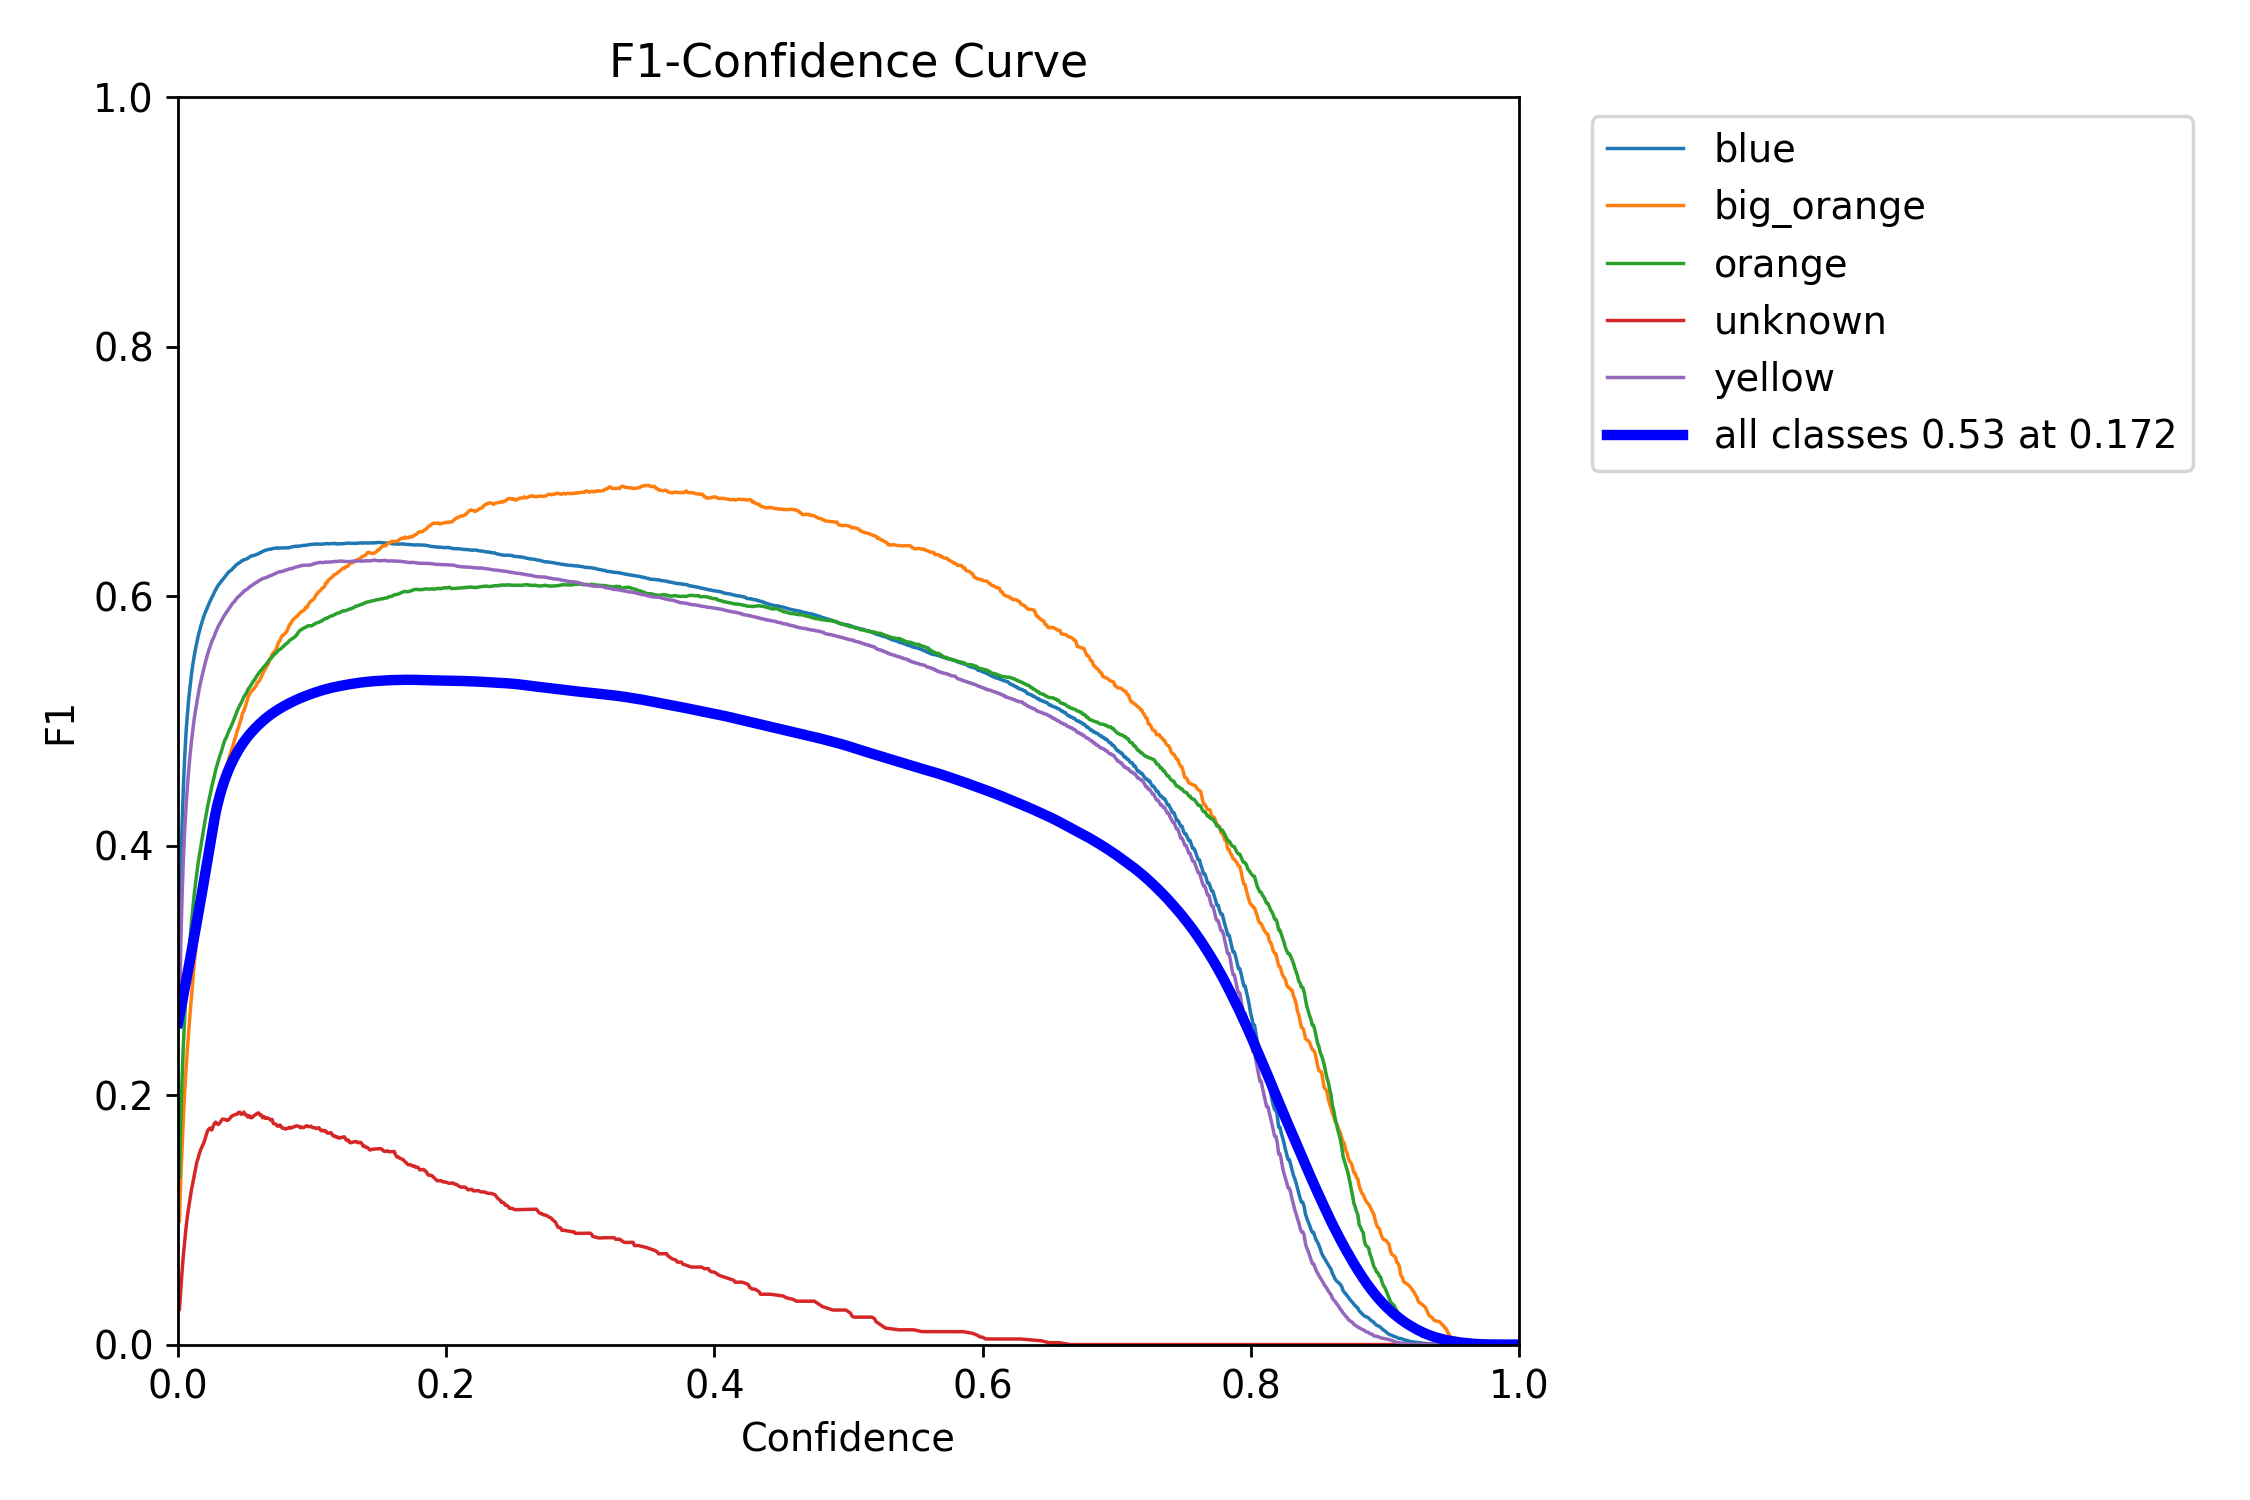 F1-Confidence Curve
1.0
0.8
0.6
0.4
0.2
0.0
F1
0.0 0.2 0.4 0.6 0.8 1.0
Confidence
blue
big_orange
orange
unknown
yellow
all classes 0.53 at 0.172